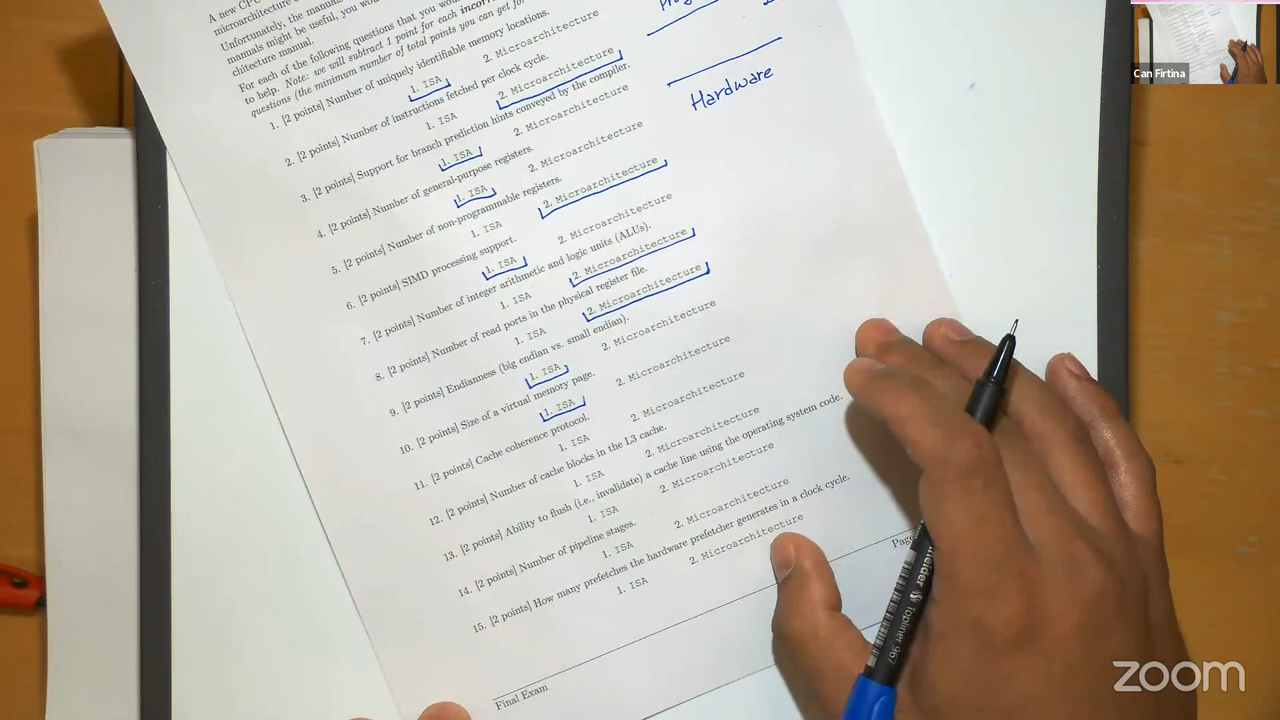 A new CPU
microarchitecture
Unfortunately, the manua
manuals might be useful, you wou
chitecture manual.
For each of the following questions that you wou
to help. Note: we will subtract 1 point for each incorr
questions (the minimum number of total points you can get for
1. [2 points] Number of uniquely identifiable memory locations.
1. ISA 2. Microarchitecture
2. [2 points] Number of instructions fetched per clock cycle.
1. ISA 2. Microarchitecture
3. [2 points] Support for branch prediction hints conveyed by the compiler.
1. ISA 2. Microarchitecture
4. [2 points] Number of general-purpose registers.
1. ISA 2. Microarchitecture
5. [2 points] Number of non-programmable registers.
1. ISA 2. Microarchitecture
6. [2 points] SIMD processing support.
1. ISA 2. Microarchitecture
7. [2 points] Number of integer arithmetic and logic units (ALUs).
1. ISA 2. Microarchitecture
8. [2 points] Number of read ports in the physical register file.
1. ISA 2. Microarchitecture
9. [2 points] Endianness (big endian vs. small endian).
1. ISA 2. Microarchitecture
10. [2 points] Size of a virtual memory page.
1. ISA 2. Microarchitecture
11. [2 points] Cache coherence protocol.
1. ISA 2. Microarchitecture
12. [2 points] Number of cache blocks in the L3 cache.
1. ISA 2. Microarchitecture
13. [2 points] Ability to flush (i.e., invalidate) a cache line using the operating system code.
1. ISA 2. Microarchitecture
14. [2 points] Number of pipeline stages.
1. ISA 2. Microarchitecture
15. [2 points] How many prefetches the hardware prefetcher generates in a clock cycle.
1. ISA 2. Microarchitecture
Final Exam
Page
Hardware
Can Firtina
Topliner 967
zoom